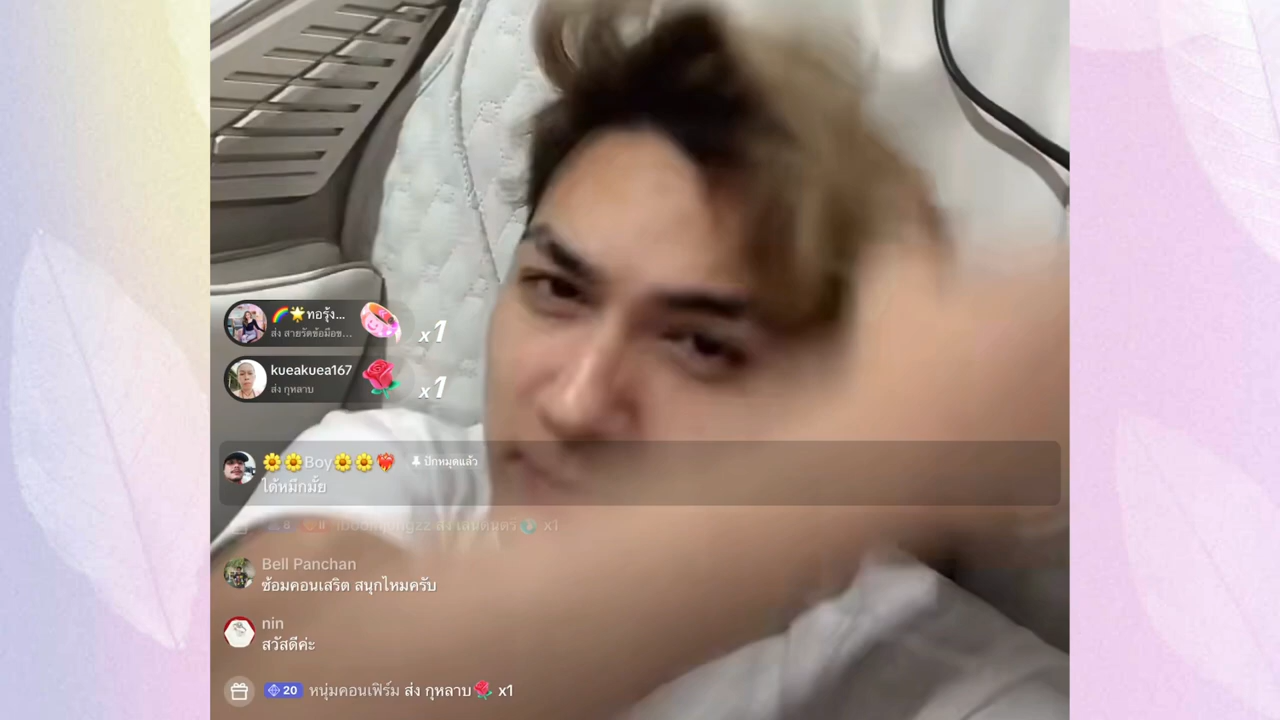 🌈🌟ทอรุ้ง...
ส่ง สายรัดข้อมือข...
x1
kueakuea167
ส่ง กุหลาบ
x1
🌼🌼Boy🌼🌼❤️‍🔥 ปักหมุดแล้ว
ได้หมึกมั้ย
8 ส่ง x1
Bell Panchan
ซ้อมคอนเสริต สนุกไหมครับ
nin
สวัสดีค่ะ
20 หนุ่มคอนเฟิร์ม ส่ง กุหลาบ🌹 x1